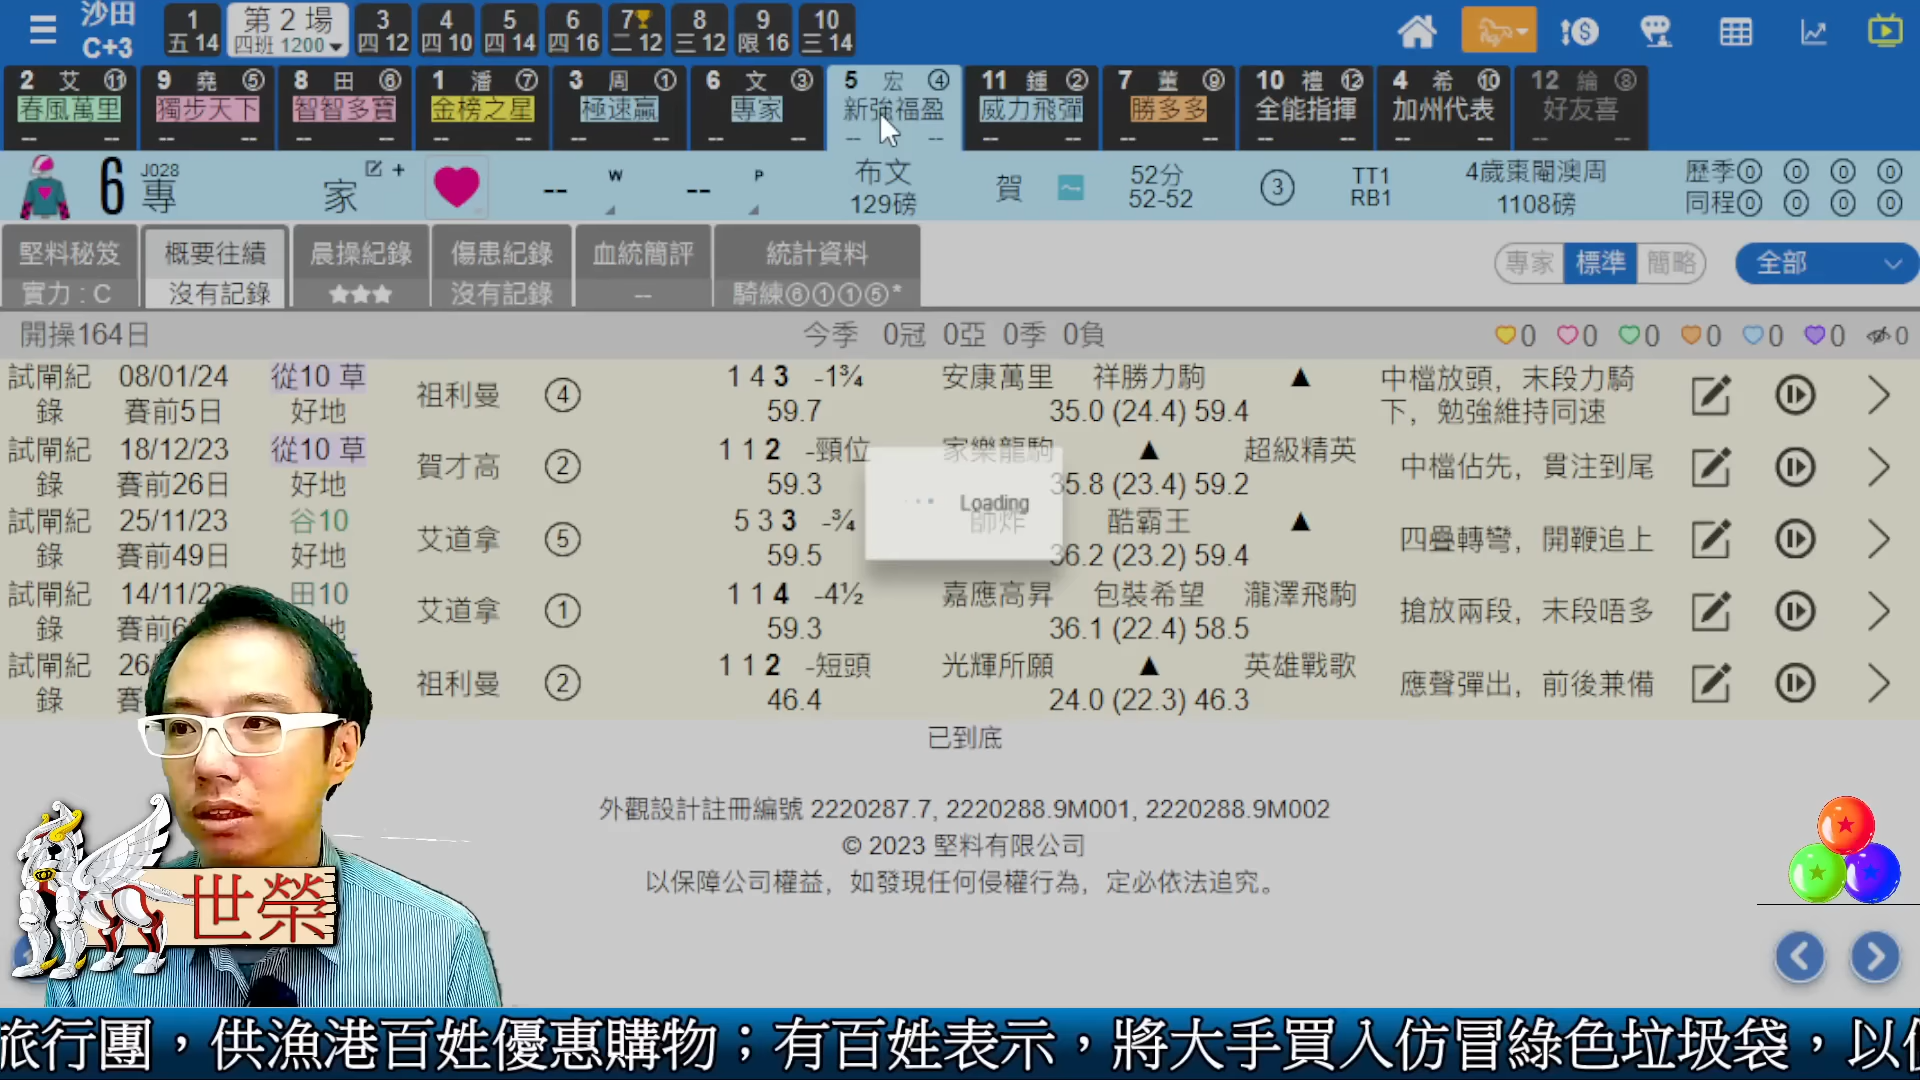 沙田
C+3
1
五 14
第 2 場
四班 1200
3
四 12
4
四 10
5
四 14
6
四 16
7
二 12
8
三 12
9
限 16
10
三 14
2 艾 ⑪
春風萬里
-- --
9 堯 ⑤
獨步天下
-- --
8 田 ⑥
智智多寶
-- --
1 潘 ⑦
金榜之星
-- --
3 周 ①
極速贏
-- --
6 文 ③
專家
-- --
5 宏 ④
新強福盈
-- --
11 鍾 ②
威力飛彈
-- --
7 董 ⑨
勝多多
-- --
10 禮 ⑫
全能指揮
-- --
4 希 ⑩
加州代表
-- --
12 綸 ⑧
好友喜
-- --
6 J028
專 家
-- W -- P
布文
129磅
賀
52分
52-52
③
TT1
RB1
4歲棗閹澳周
1108磅
歷季⓪ ⓪ ⓪ ⓪
同程⓪ ⓪ ⓪ ⓪
堅料秘笈
實力 : C
概要往績
沒有記錄
晨操紀錄
★★★
傷患紀錄
沒有記錄
血統簡評
--
統計資料
騎練⑥①①⑤*
專家 標準 簡略
全部
開操164日 今季 0冠 0亞 0季 0負 0 0 0 0 0 0 0
試閘紀錄 08/01/24 從10 草 祖利曼 ④ 1 4 3 -1¾ 安康萬里 祥勝力駒 ▲ 中檔放頭，末段力騎下，勉強維持同速
賽前5日 好地 59.7 35.0 (24.4) 59.4
試閘紀錄 18/12/23 從10 草 賀才高 ② 1 1 2 -頸位 家樂龍駒 ▲ 超級精英 中檔佔先，貫注到尾
賽前26日 好地 59.3 35.8 (23.4) 59.2
Loading
試閘紀錄 25/11/23 谷10 艾道拿 ⑤ 5 3 3 -¾ 帥炸 酷霸王 ▲ 四疊轉彎，開鞭追上
賽前49日 好地 59.5 36.2 (23.2) 59.4
試閘紀錄 14/11/23 田10 艾道拿 ① 1 1 4 -4½ 嘉應高昇 包裝希望 瀧澤飛駒 搶放兩段，末段唔多
賽前6 地 59.3 36.1 (22.4) 58.5
試閘紀錄 26/ 祖利曼 ② 1 1 2 -短頭 光輝所願 ▲ 英雄戰歌 應聲彈出，前後兼備
賽 46.4 24.0 (22.3) 46.3
已到底
外觀設計註冊編號 2220287.7, 2220288.9M001, 2220288.9M002
© 2023 堅料有限公司
以保障公司權益，如發現任何侵權行為，定必依法追究。
世榮
旅行團，供漁港百姓優惠購物；有百姓表示，將大手買入仿冒綠色垃圾袋，以